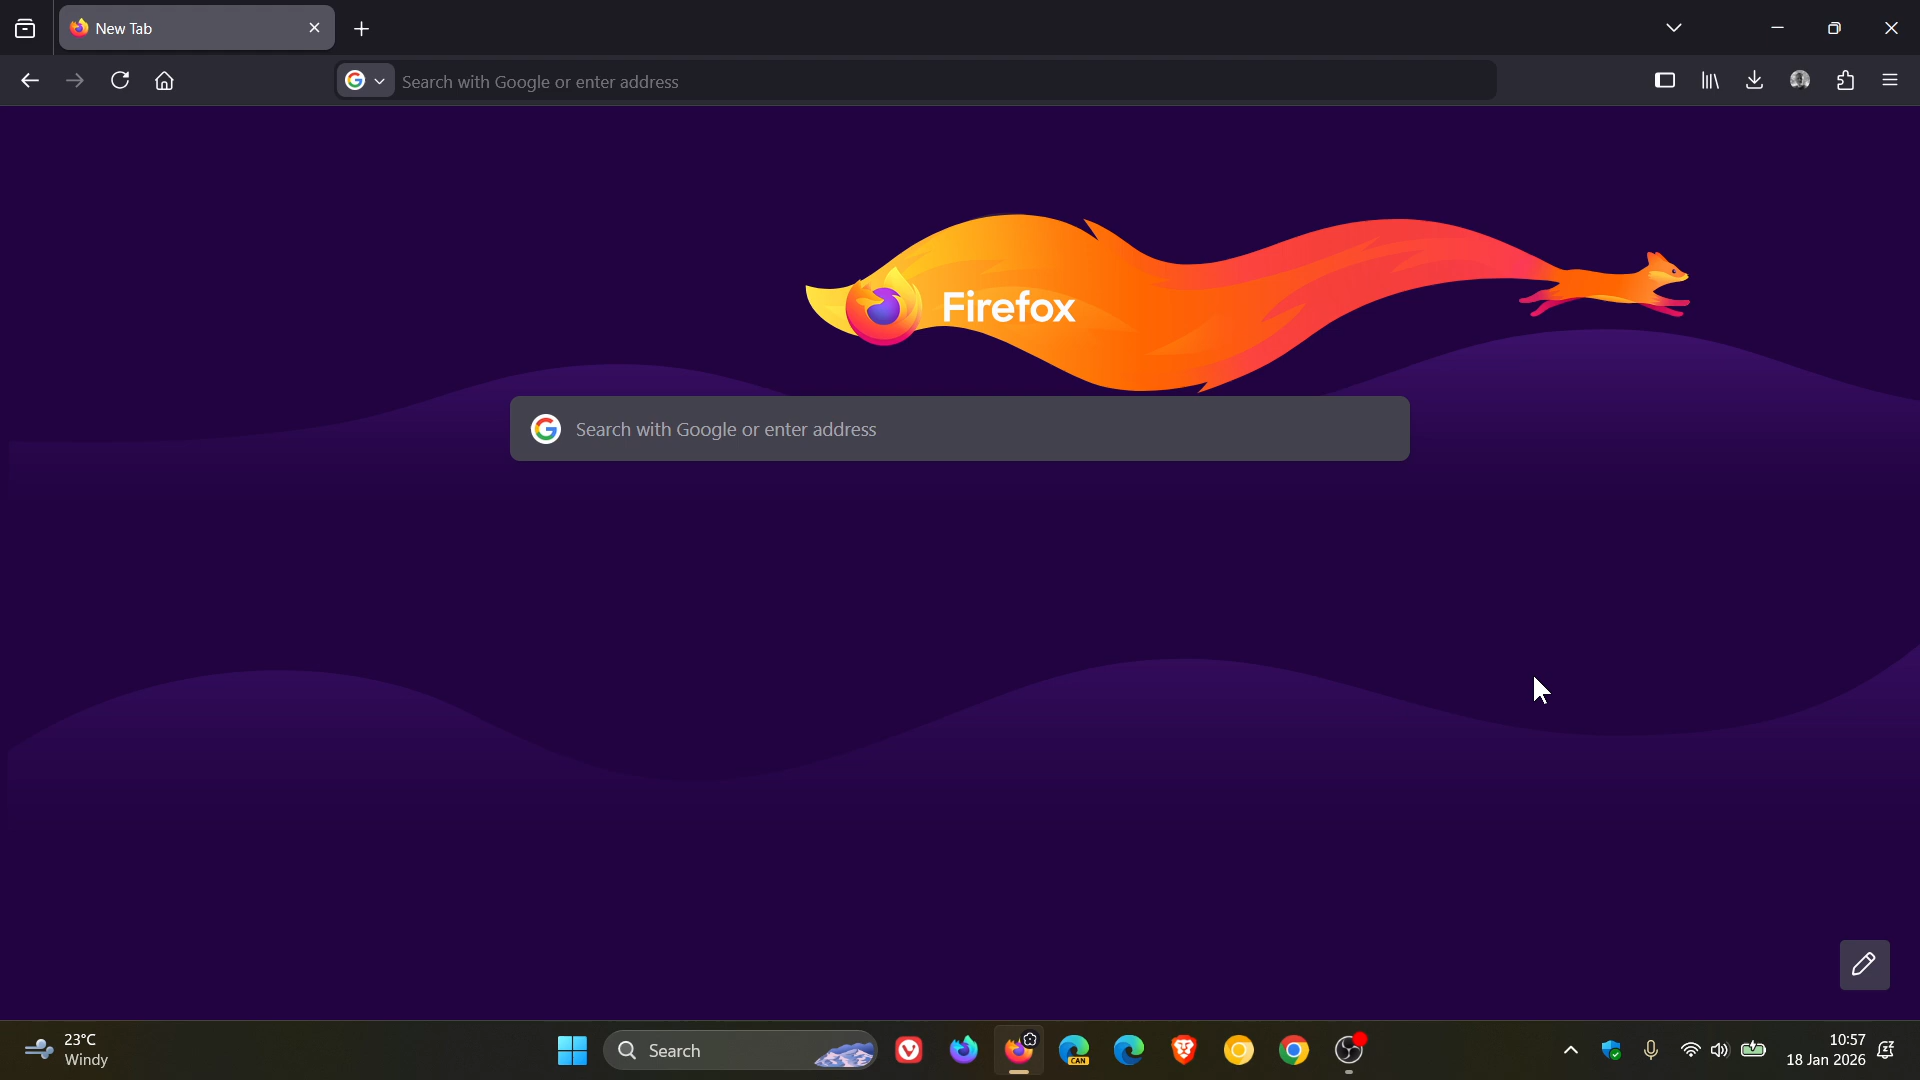 New Tab
Search with Google or enter address
Firefox
Search with Google or enter address
23°C
Windy
Search
CAN
10:57
18 Jan 2026